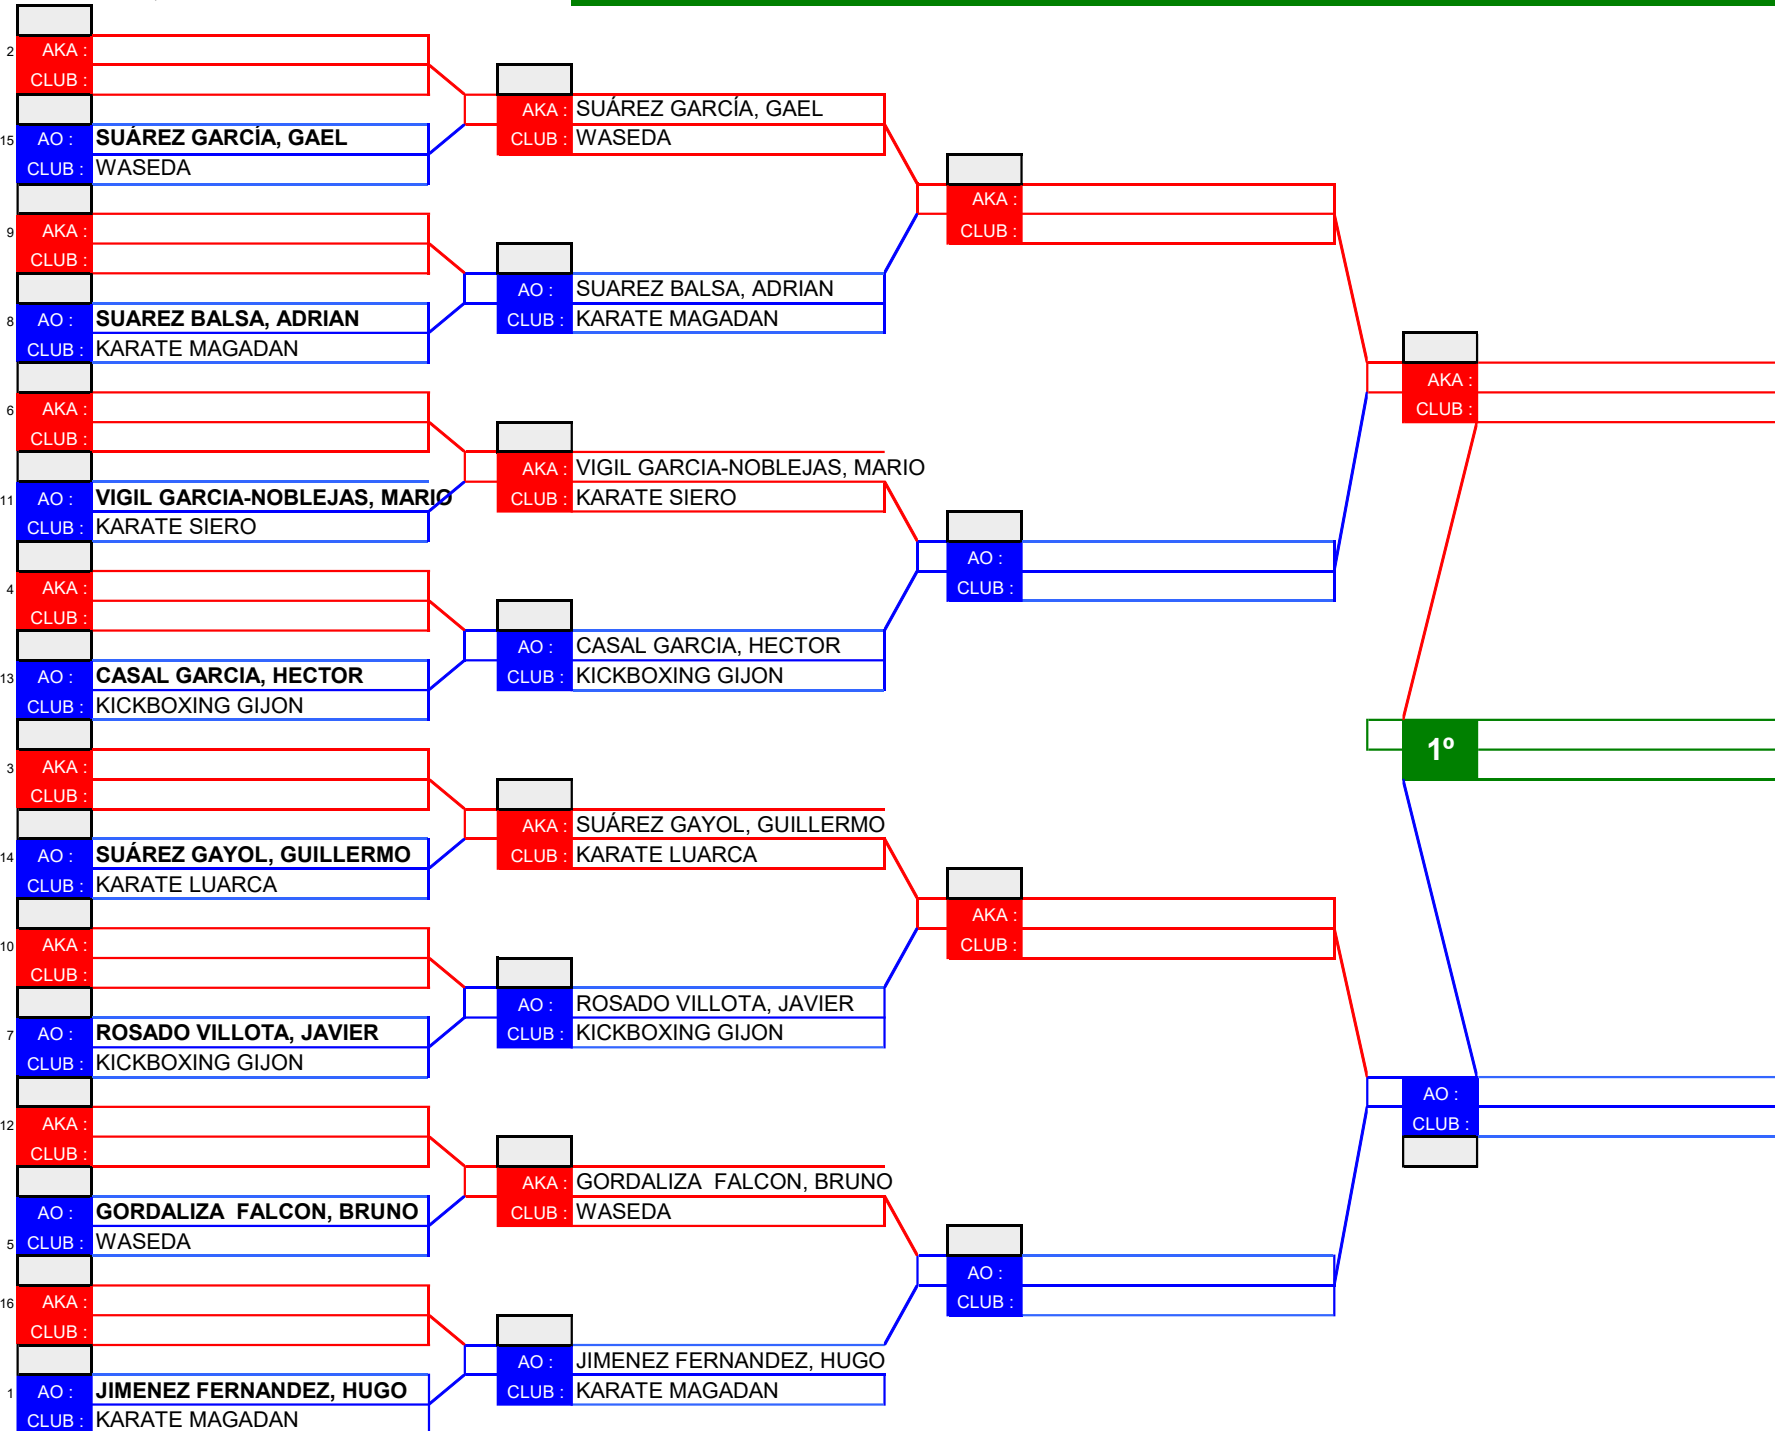 2 AKA :
CLUB :
15 AO : SUÁREZ GARCÍA, GAEL
CLUB : WASEDA
9 AKA :
CLUB :
8 AO : SUAREZ BALSA, ADRIAN
CLUB : KARATE MAGADAN
6 AKA :
CLUB :
11 AO : VIGIL GARCIA-NOBLEJAS, MARIO
CLUB : KARATE SIERO
4 AKA :
CLUB :
13 AO : CASAL GARCIA, HECTOR
CLUB : KICKBOXING GIJON
3 AKA :
CLUB :
14 AO : SUÁREZ GAYOL, GUILLERMO
CLUB : KARATE LUARCA
10 AKA :
CLUB :
7 AO : ROSADO VILLOTA, JAVIER
CLUB : KICKBOXING GIJON
12 AKA :
CLUB :
AO : GORDALIZA  FALCON, BRUNO
5 CLUB : WASEDA
16 AKA :
CLUB :
1 AO : JIMENEZ FERNANDEZ, HUGO
CLUB : KARATE MAGADAN
AKA : SUÁREZ GARCÍA, GAEL
CLUB : WASEDA
AO : SUAREZ BALSA, ADRIAN
CLUB : KARATE MAGADAN
AKA : VIGIL GARCIA-NOBLEJAS, MARIO
CLUB : KARATE SIERO
AO : CASAL GARCIA, HECTOR
CLUB : KICKBOXING GIJON
AKA : SUÁREZ GAYOL, GUILLERMO
CLUB : KARATE LUARCA
AO : ROSADO VILLOTA, JAVIER
CLUB : KICKBOXING GIJON
AKA : GORDALIZA  FALCON, BRUNO
CLUB : WASEDA
AO : JIMENEZ FERNANDEZ, HUGO
CLUB : KARATE MAGADAN
AKA :
CLUB :
AO :
CLUB :
AKA :
CLUB :
AO :
CLUB :
AKA :
CLUB :
1º
AO :
CLUB :